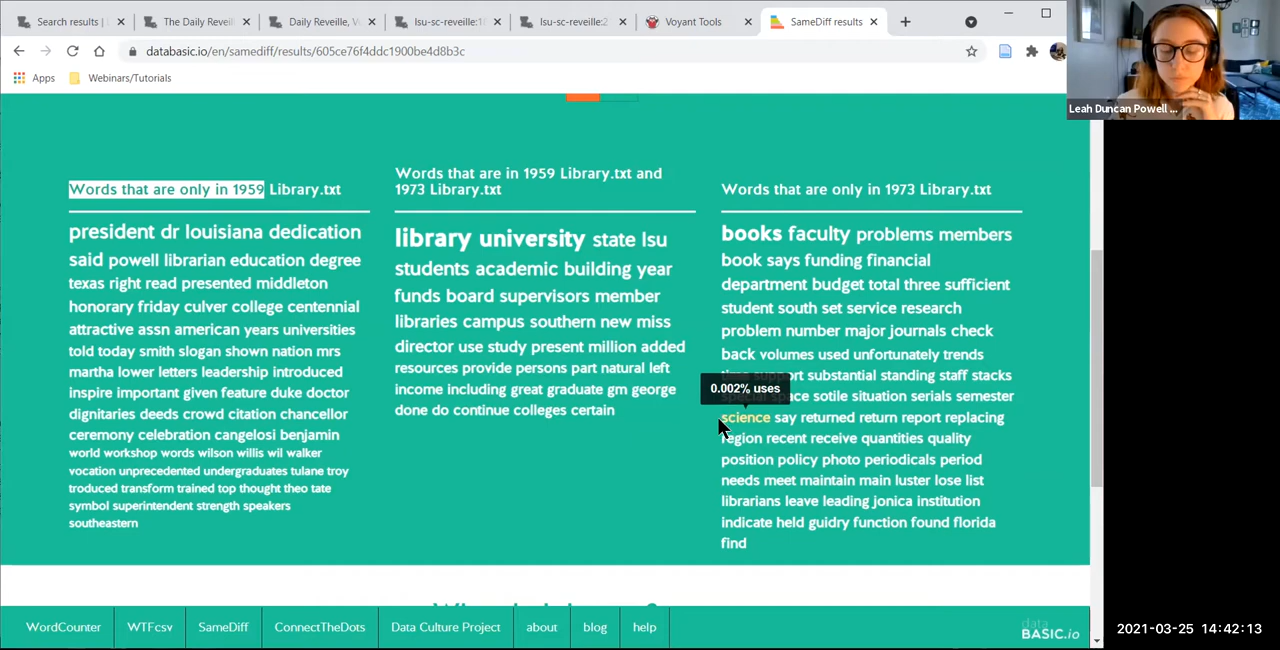 Search results |
The Daily Reveil
Daily Reveille, V
lsu-sc-reveille:1
lsu-sc-reveille:2
Voyant Tools
SameDiff results
databasic.io/en/samediff/results/605ce76f4ddc1900be4d8b3c
Apps
Webinars/Tutorials
Leah Duncan Powell ...
Words that are only in 1959 Library.txt
president dr louisiana dedication
said powell librarian education degree
texas right read presented middleton
honorary friday culver college centennial
attractive assn american years universities
told today smith slogan shown nation mrs
martha lower letters leadership introduced
inspire important given feature duke doctor
dignitaries deeds crowd citation chancellor
ceremony celebration cangelosi benjamin
world workshop words wilson willis wil walker
vocation unprecedented undergraduates tulane troy
troduced transform trained top thought theo tate
symbol superintendent strength speakers
southeastern
Words that are in 1959 Library.txt and
1973 Library.txt
library university state lsu
students academic building year
funds board supervisors member
libraries campus southern new miss
director use study present million added
resources provide persons part natural left
income including great graduate gm george
done do continue colleges certain
Words that are only in 1973 Library.txt
books faculty problems members
book says funding financial
department budget total three sufficient
student south set service research
problem number major journals check
back volumes used unfortunately trends
time support substantial standing staff stacks
0.002% uses
special space sotile situation serials semester
science say returned return report replacing
region recent receive quantities quality
position policy photo periodicals period
needs meet maintain main luster lose list
librarians leave leading jonica institution
indicate held guidry function found florida
find
WordCounter
WTFcsv
SameDiff
ConnectTheDots
Data Culture Project
about
blog
help
data
BASIC.io
2021-03-25 14:42:13